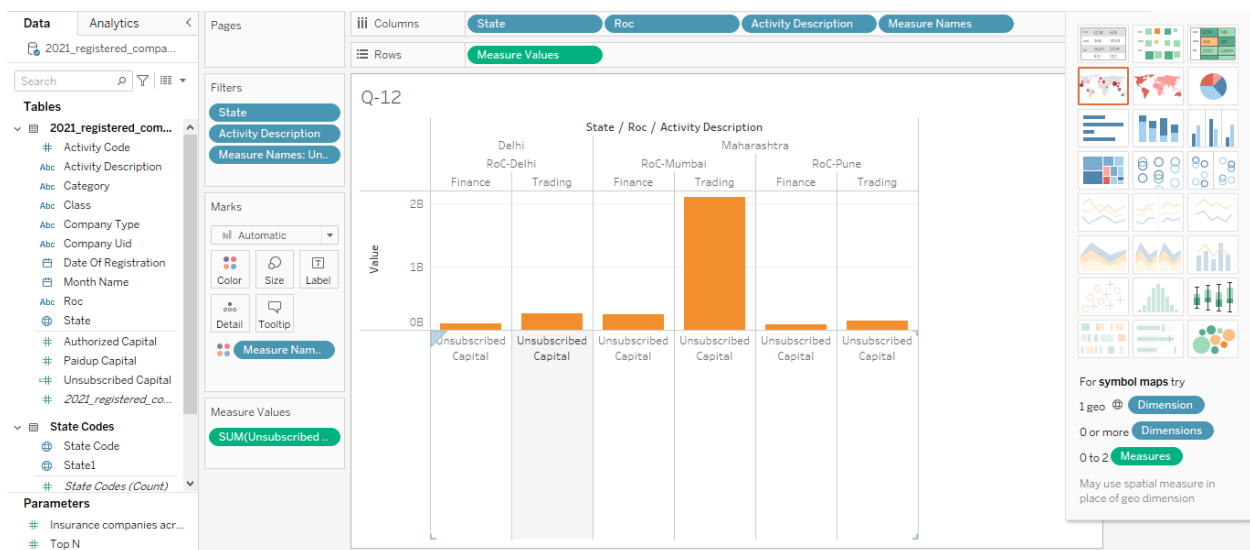 Data Analytics
2021_registered_compa...
Search
Tables
2021_registered_com...
# Activity Code
Abc Activity Description
Abc Category
Abc Class
Abc Company Type
Abc Company Uid
Date Of Registration
Month Name
Abc Roc
State
# Authorized Capital
# Paidup Capital
=# Unsubscribed Capital
# 2021_registered_co...
State Codes
State Code
State1
# State Codes (Count)
Parameters
# Insurance companies acr...
# Top N
Pages
Filters
State
Activity Description
Measure Names: Un..
Marks
Automatic
Color Size Label
Detail Tooltip
Measure Nam..
Measure Values
SUM(Unsubscribed ..
Columns State Roc Activity Description Measure Names
Rows Measure Values
Q-12
State / Roc / Activity Description
Delhi Maharashtra
RoC-Delhi RoC-Mumbai RoC-Pune
Finance Trading Finance Trading Finance Trading
Value
2B
1B
0B
Unsubscribed Unsubscribed Unsubscribed Unsubscribed Unsubscribed Unsubscribed
Capital Capital Capital Capital Capital Capital
For symbol maps try
1 geo Dimension
0 or more Dimensions
0 to 2 Measures
May use spatial measure in
place of geo dimension